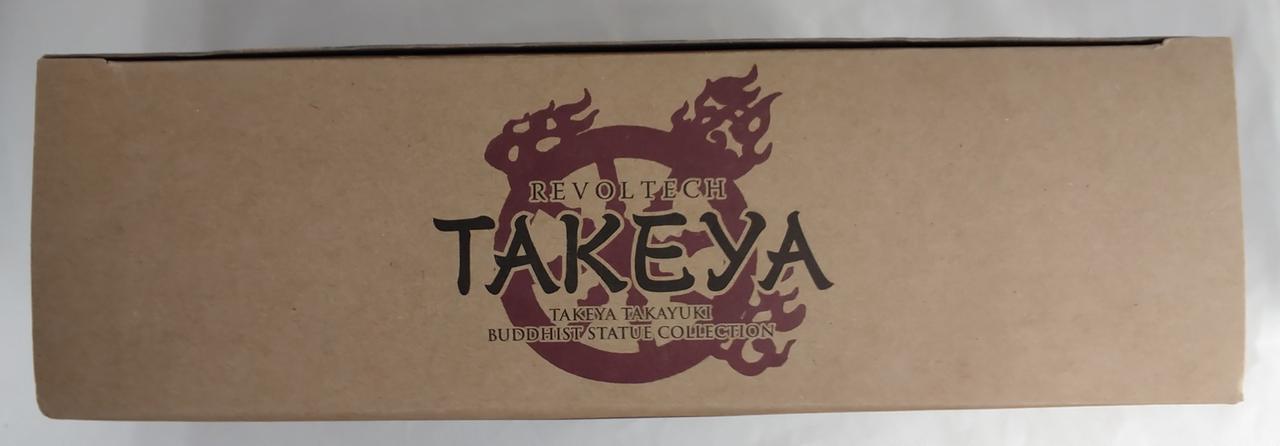 REVOLTECH
TAKEYA
TAKEYA TAKAYUKI
BUDDHIST STATUE COLLECTION